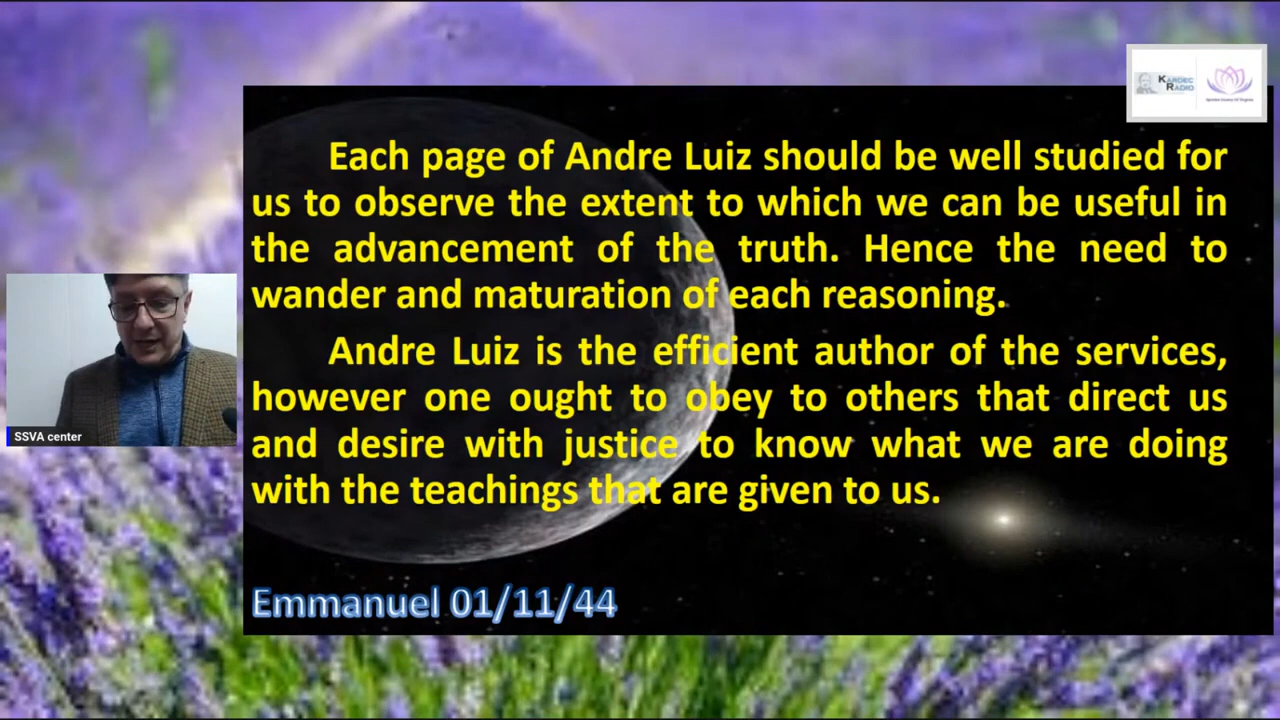 KARDEC
RADIO
Each page of Andre Luiz should be well studied for
us to observe the extent to which we can be useful in
the advancement of the truth. Hence the need to
wander and maturation of each reasoning.
Andre Luiz is the efficient author of the services,
however one ought to obey to others that direct us
and desire with justice to know what we are doing
with the teachings that are given to us.
SSVA center
Emmanuel 01/11/44